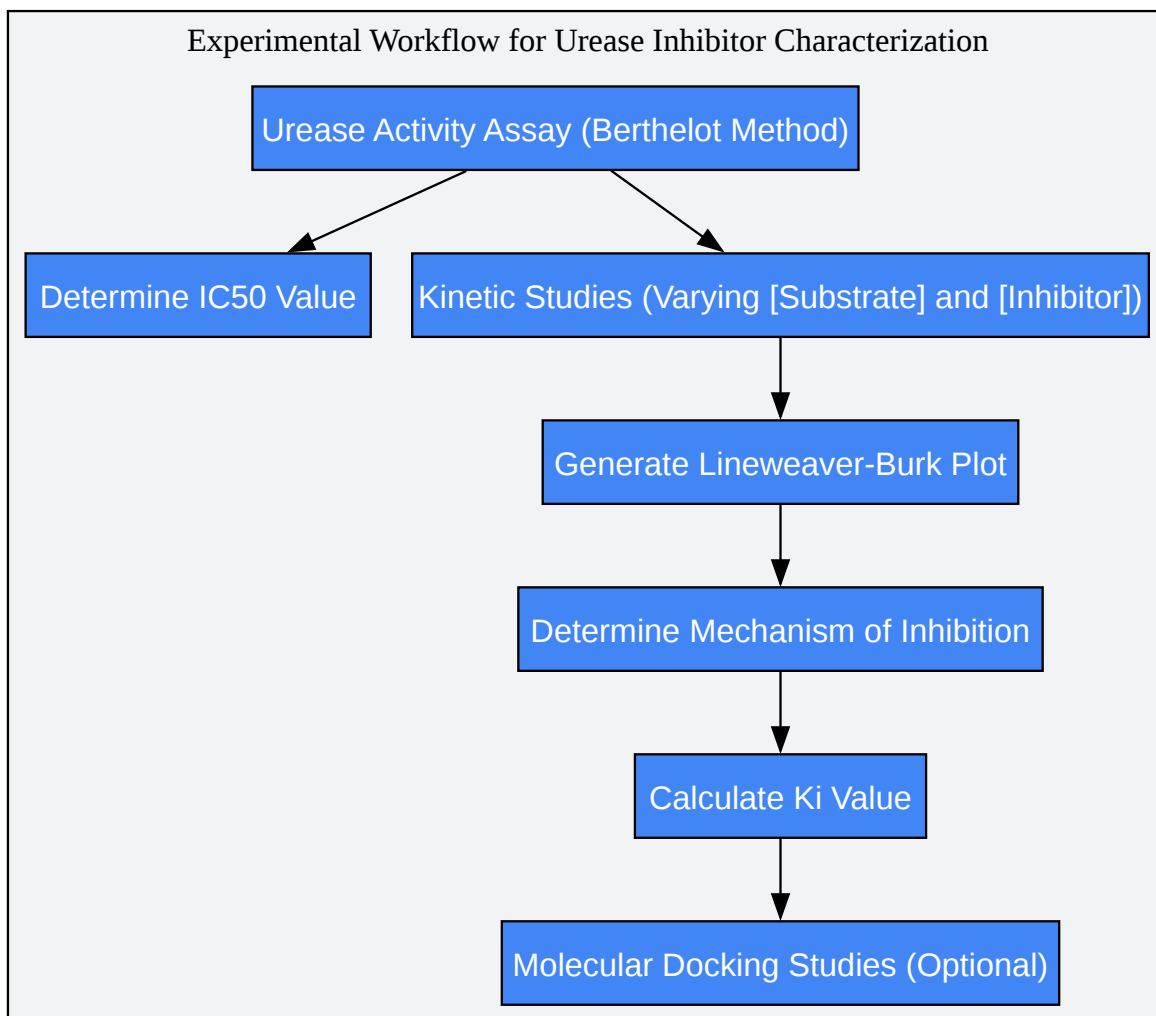 Experimental Workflow for Urease Inhibitor Characterization
Urease Activity Assay (Berthelot Method)
Determine IC50 Value
Kinetic Studies (Varying [Substrate] and [Inhibitor])
Generate Lineweaver-Burk Plot
Determine Mechanism of Inhibition
Calculate Ki Value
Molecular Docking Studies (Optional)